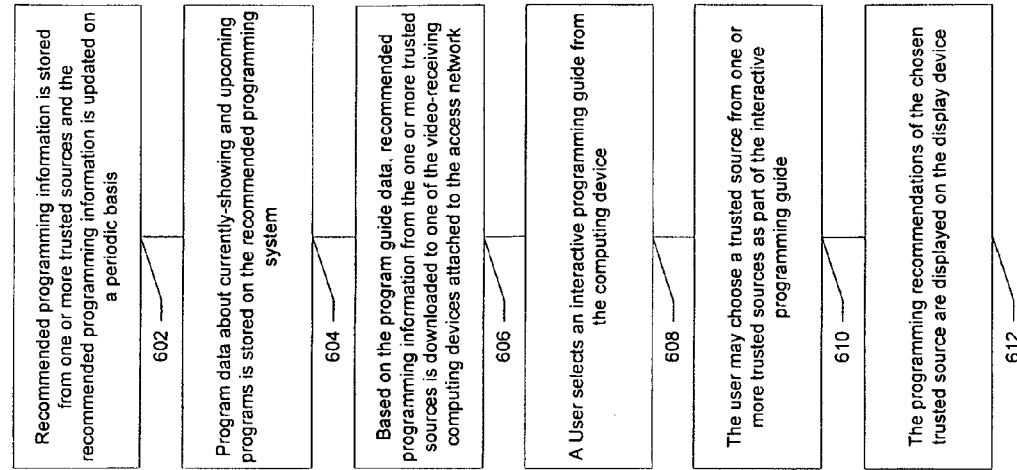 Recommended programming information is stored
from one or more trusted sources and the
recommended programming information is updated on
a periodic basis
602
Program data about currently-showing and upcoming
programs is stored on the recommended programming
system
604
Based on the program guide data, recommended
programming information from the one or more trusted
sources is downloaded to one of the video-receiving
computing devices attached to the access network
606
A User selects an interactive programming guide from
the computing device
608
The user may choose a trusted source from one or
more trusted sources as part of the interactive
programming guide
610
The programming recommendations of the chosen
trusted source are displayed on the display device
612